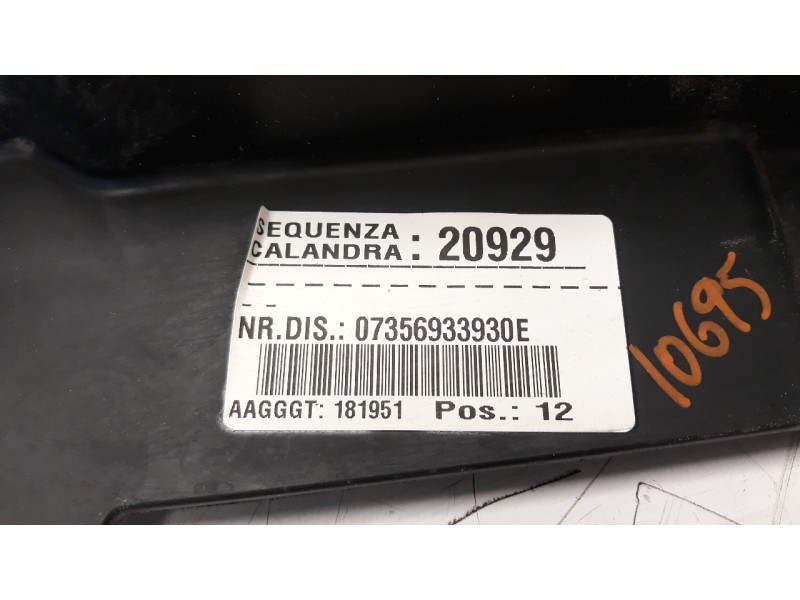 SEQUENZA
CALANDRA : 20929
NR.DIS.: 07356933930E
AAGGGT: 181951 Pos.: 12
10695